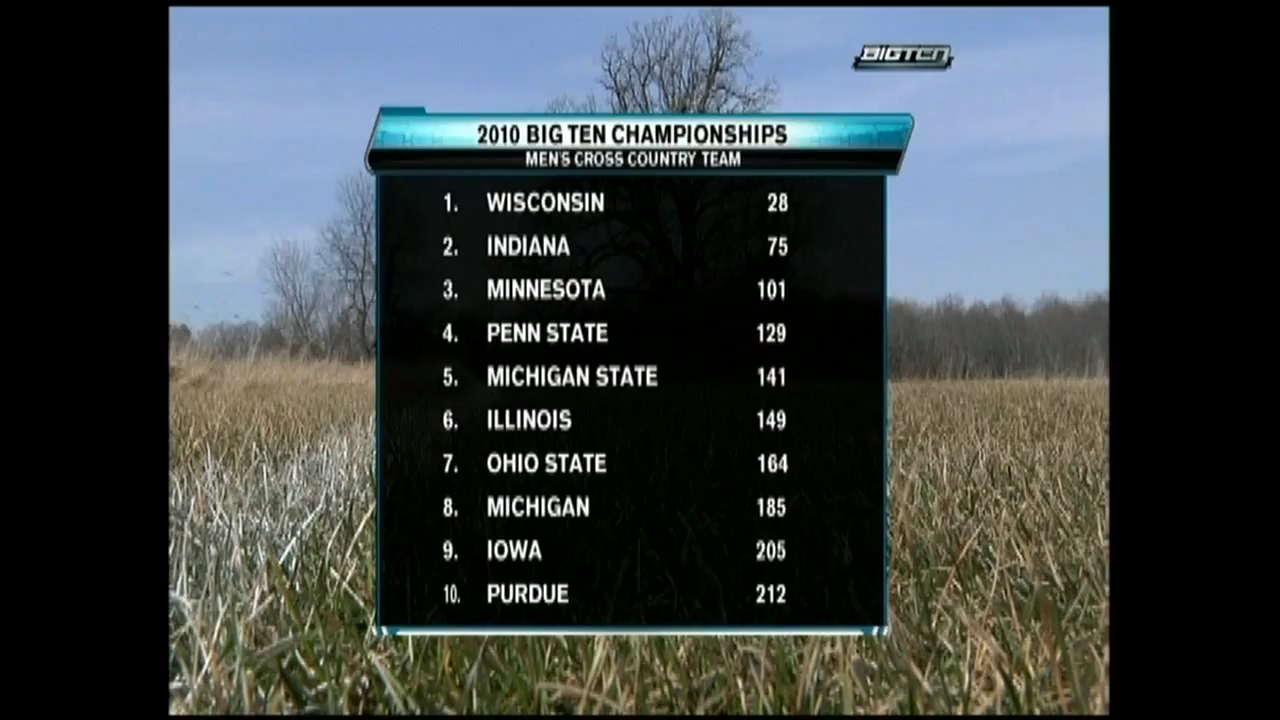 BIGTEN
2010 BIG TEN CHAMPIONSHIPS
MEN'S CROSS COUNTRY TEAM
1. WISCONSIN 28
2. INDIANA 75
3. MINNESOTA 101
4. PENN STATE 129
5. MICHIGAN STATE 141
6. ILLINOIS 149
7. OHIO STATE 164
8. MICHIGAN 185
9. IOWA 205
10. PURDUE 212